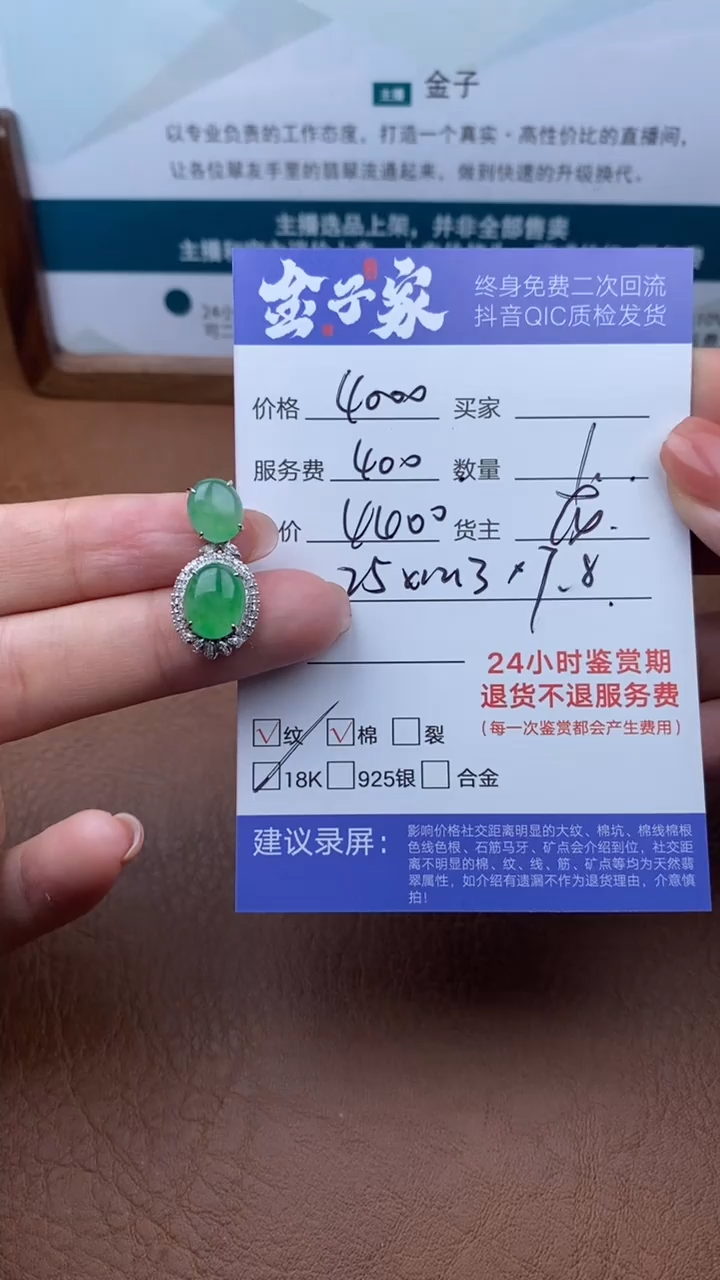 主播 金子
以专业负责的工作态度，打造一个真实·高性价比的直播间，
让各位翠友手里的翡翠流通起来，做到快速的升级换代。
主播选品上架，并非全部售卖
金子家
终身免费二次回流
抖音QIC质检发货
价格 4000 买家
服务费 400 数量 1
价 4400 货主
7.8
24小时鉴赏期
退货不退服务费
（每一次鉴赏都会产生费用）
√纹 √棉 裂
18K 925银 合金
建议录屏：
影响价格社交距离明显的大纹、棉坑、棉线棉根
色线色根、石筋马牙、矿点会介绍到位，社交距
离不明显的棉、纹、线、筋、矿点等均为天然翡
翠属性，如介绍有遗漏不作为退货理由，介意慎
拍！